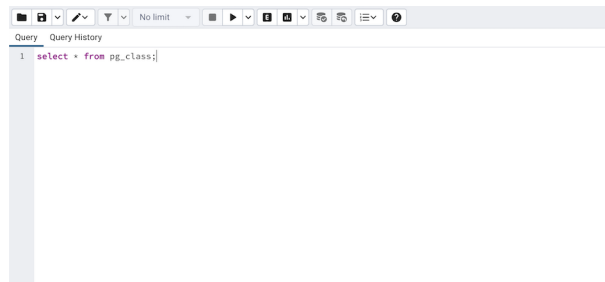 No limit
E
Query Query History
1 select * from pg_class;